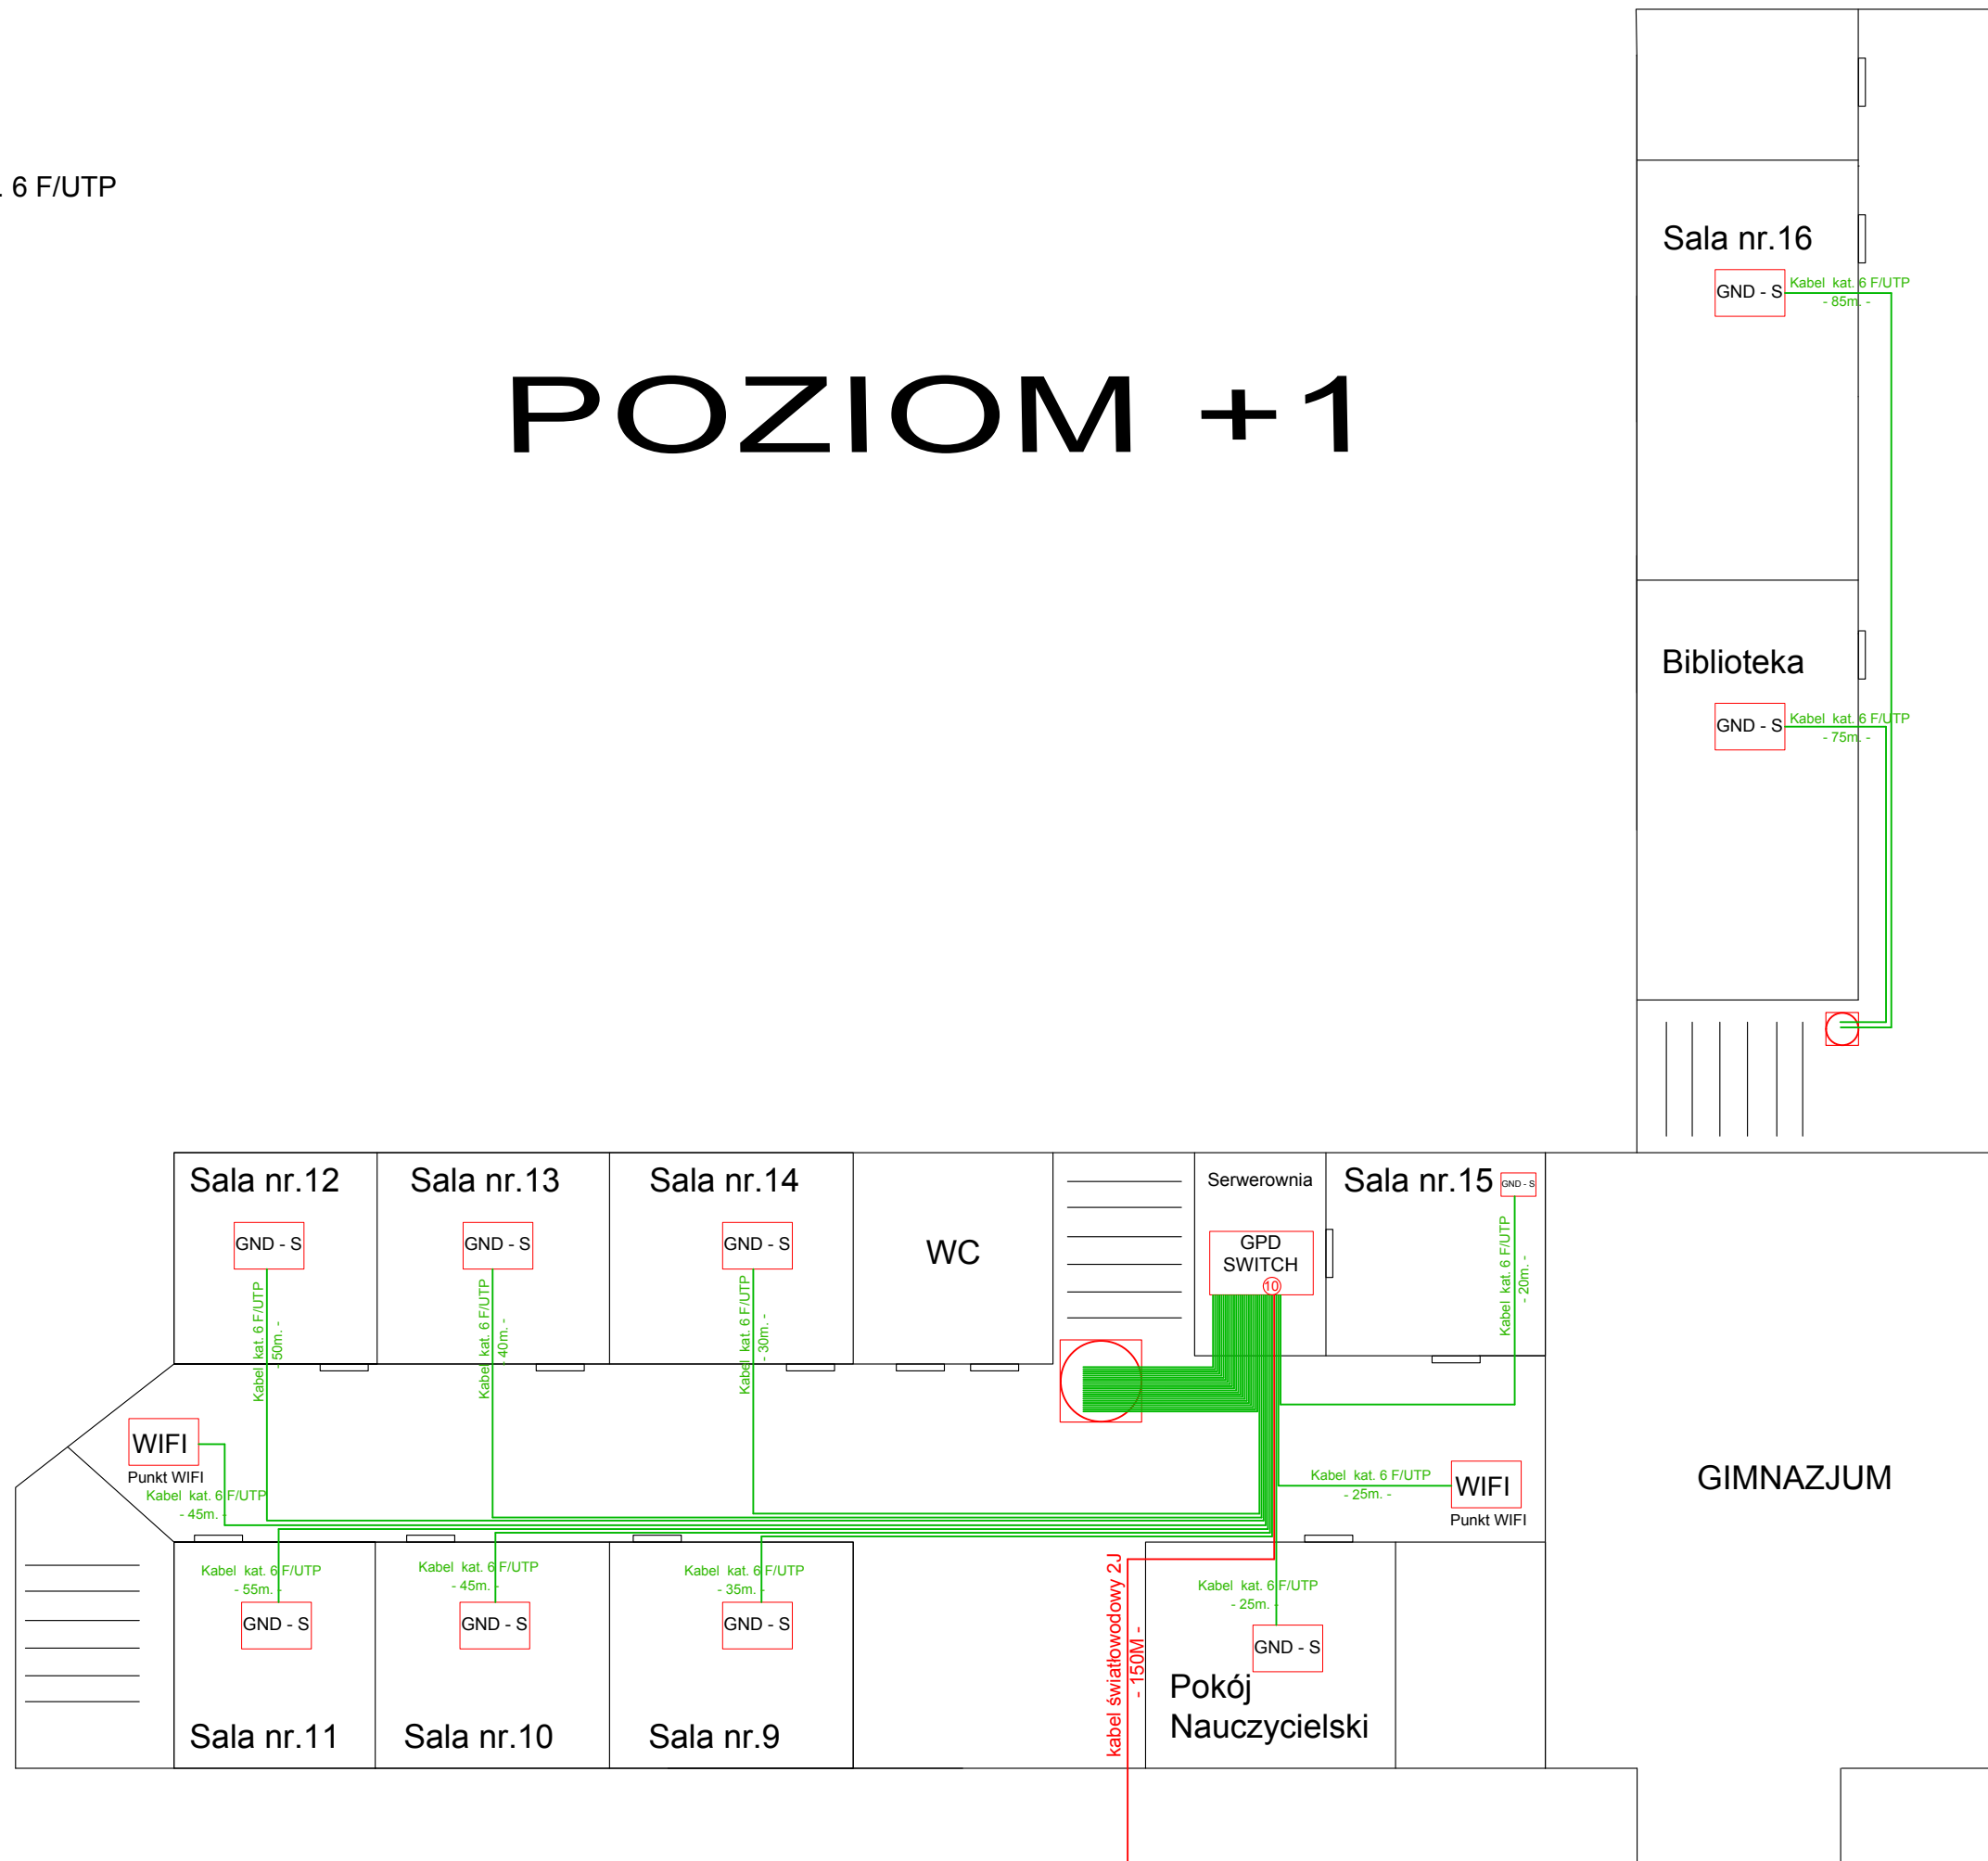 . 6 F/UTP
POZIOM +1
Sala nr.16
GND - S
Kabel kat. 6 F/UTP
- 85m. -
Biblioteka
GND - S
Kabel kat. 6 F/UTP
- 75m. -
Sala nr.12
GND - S
Kabel kat. 6 F/UTP
- 50m. -
Sala nr.13
GND - S
Kabel kat. 6 F/UTP
- 40m. -
Sala nr.14
GND - S
Kabel kat. 6 F/UTP
- 30m. -
WC
Serwerownia
GPD
SWITCH
10
Sala nr.15
GND - S
Kabel kat. 6 F/UTP
- 20m. -
WIFI
Punkt WIFI
Kabel kat. 6 F/UTP
- 45m. -
Kabel kat. 6 F/UTP
- 25m. -
WIFI
Punkt WIFI
GIMNAZJUM
Kabel kat. 6 F/UTP
- 55m. -
GND - S
Sala nr.11
Kabel kat. 6 F/UTP
- 45m. -
GND - S
Sala nr.10
Kabel kat. 6 F/UTP
- 35m. -
GND - S
Sala nr.9
kabel światłowodowy 2J
- 150M -
Kabel kat. 6 F/UTP
- 25m. -
GND - S
Pokój
Nauczycielski